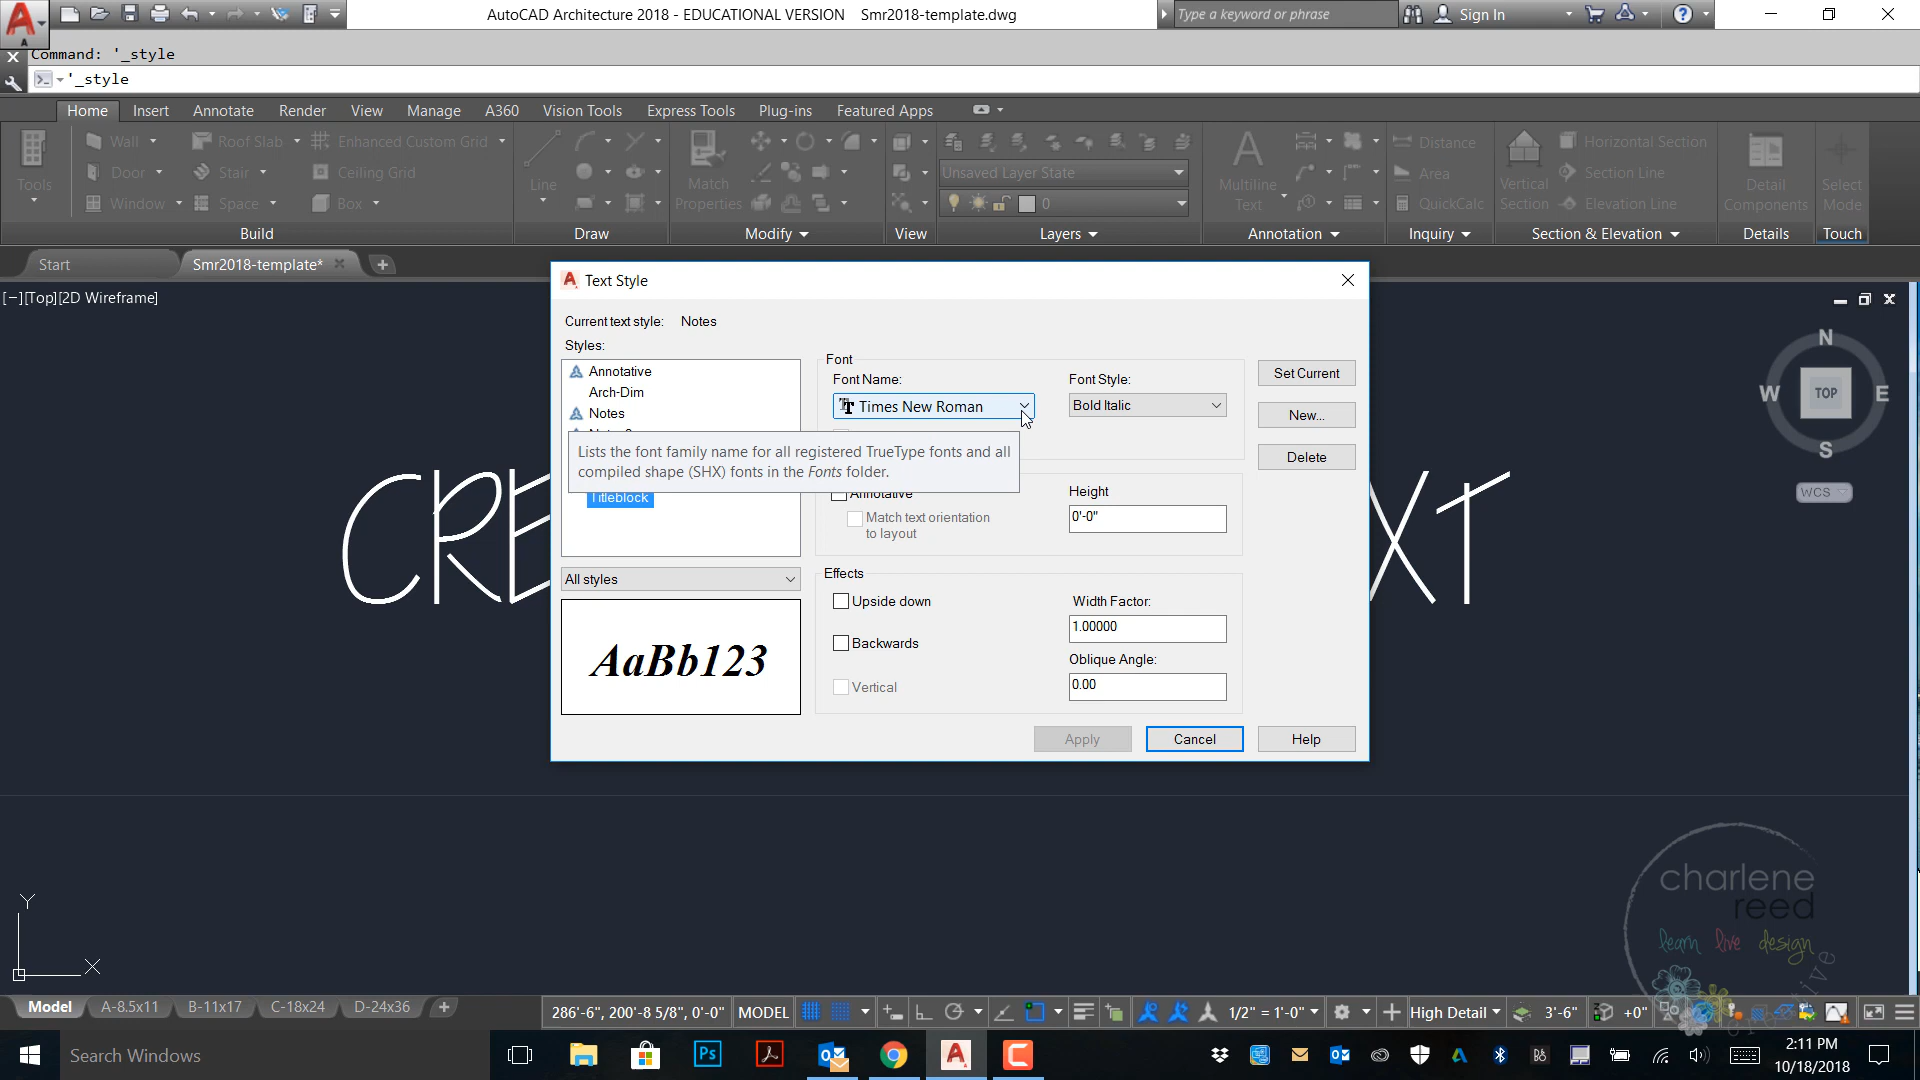 AutoCAD Architecture 2018 - EDUCATIONAL VERSION Smr2018-template.dwg
Type a keyword or phrase
Sign In
Command: '_style
'_style
Home Insert Annotate Render View Manage A360 Vision Tools Express Tools Plug-ins Featured Apps
Wall Roof Slab Enhanced Custom Grid
Door Stair Ceiling Grid
Window Space Box
Tools
Line
Match
Properties
Unsaved Layer State
0
Multiline
Text
Distance
Area
QuickCalc
Vertical
Section
Horizontal Section
Section Line
Elevation Line
Detail
Components
Select
Mode
Build Draw Modify View Layers Annotation Inquiry Section & Elevation Details Touch
Start Smr2018-template*
[−][Top][2D Wireframe]
Text Style
Current text style: Notes
Styles:
Annotative
Arch-Dim
Notes
Titleblock
All styles
AaBb123
Font
Font Name:
Times New Roman
Font Style:
Bold Italic
Lists the font family name for all registered TrueType fonts and all
compiled shape (SHX) fonts in the Fonts folder.
Annotative
Match text orientation
to layout
Height
0'-0"
Effects
Upside down
Backwards
Vertical
Width Factor:
1.00000
Oblique Angle:
0.00
Set Current
New...
Delete
Apply Cancel Help
CRE
XT
N
W TOP E
S
WCS
Y
X
charlene
reed
learn live design
Model A-8.5x11 B-11x17 C-18x24 D-24x36
286'-6", 200'-8 5/8", 0'-0" MODEL 1/2" = 1'-0" High Detail 3'-6" +0"
Search Windows
2:11 PM
10/18/2018